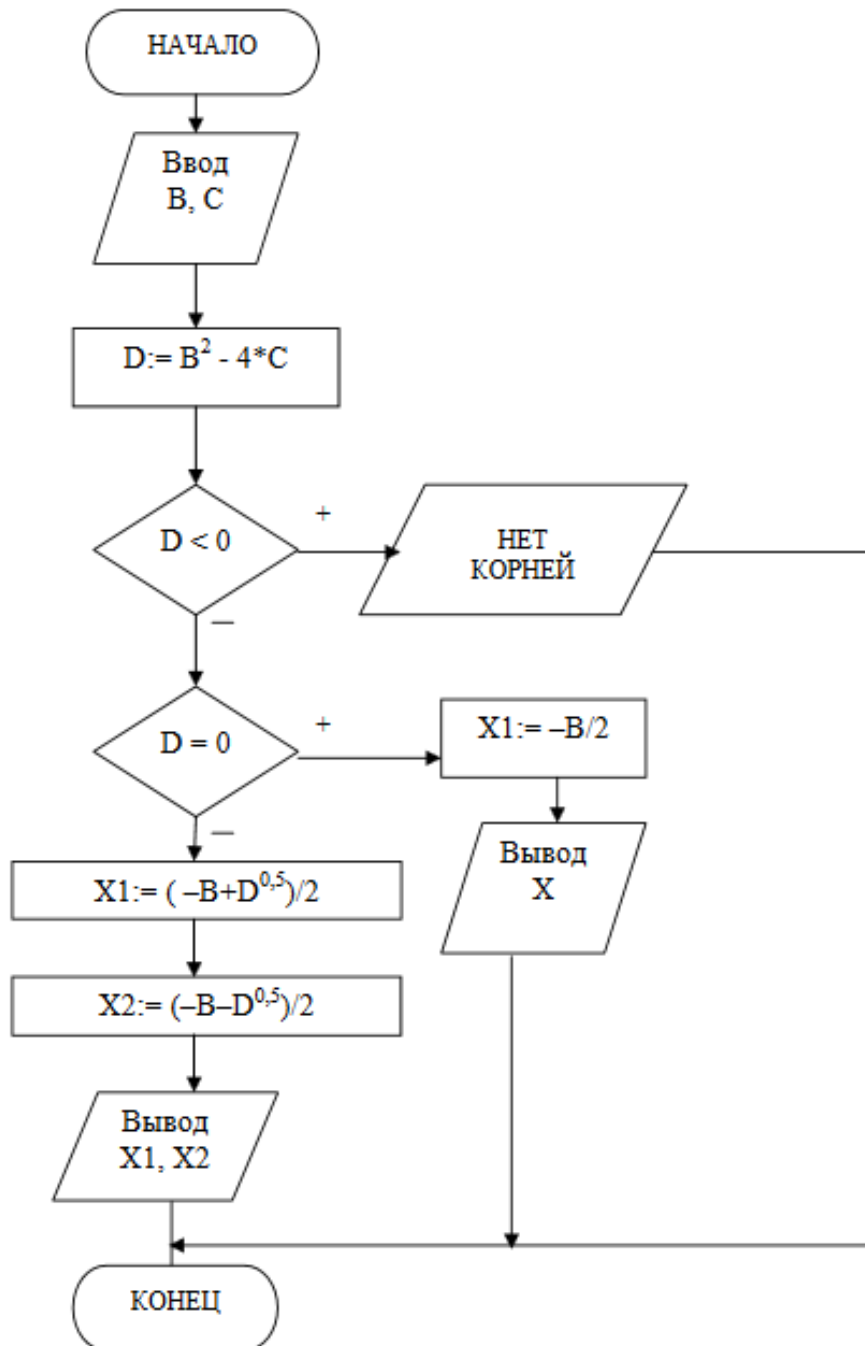 НАЧАЛО
Ввод
B, C
D:= B² - 4*C
D < 0
+
НЕТ
КОРНЕЙ
—
D = 0
+
X1:= –B/2
—
Вывод
X
X1:= ( –B+D⁰,⁵)/2
X2:= (–B–D⁰,⁵)/2
Вывод
X1, X2
КОНЕЦ